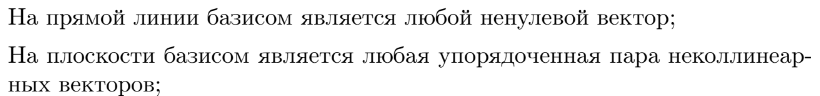 На прямой линии базисом является любой ненулевой вектор;
На плоскости базисом является любая упорядоченная пара неколлинеар-
ных векторов;